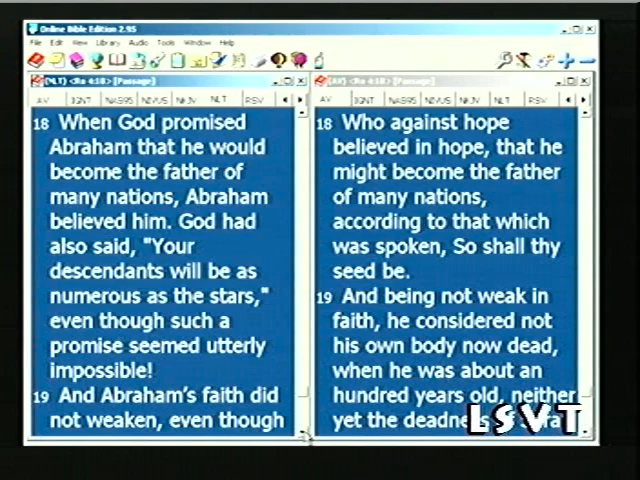 Online Bible Edition 2.95
File Edit View Library Audio Tools Window Help
(NLT) <Ro 4:18> [Passage]
AV IGNT NAS95 NIVUS NKJV NLT RSV
18 When God promised
Abraham that he would
become the father of
many nations, Abraham
believed him. God had
also said, "Your
descendants will be as
numerous as the stars,"
even though such a
promise seemed utterly
impossible!
19 And Abraham's faith did
not weaken, even though
(AV) <Ro 4:18> [Passage]
AV IGNT NAS95 NIVUS NKJV NLT RSV
18 Who against hope
believed in hope, that he
might become the father
of many nations,
according to that which
was spoken, So shall thy
seed be.
19 And being not weak in
faith, he considered not
his own body now dead,
when he was about an
hundred years old, neither
yet the
LSVT